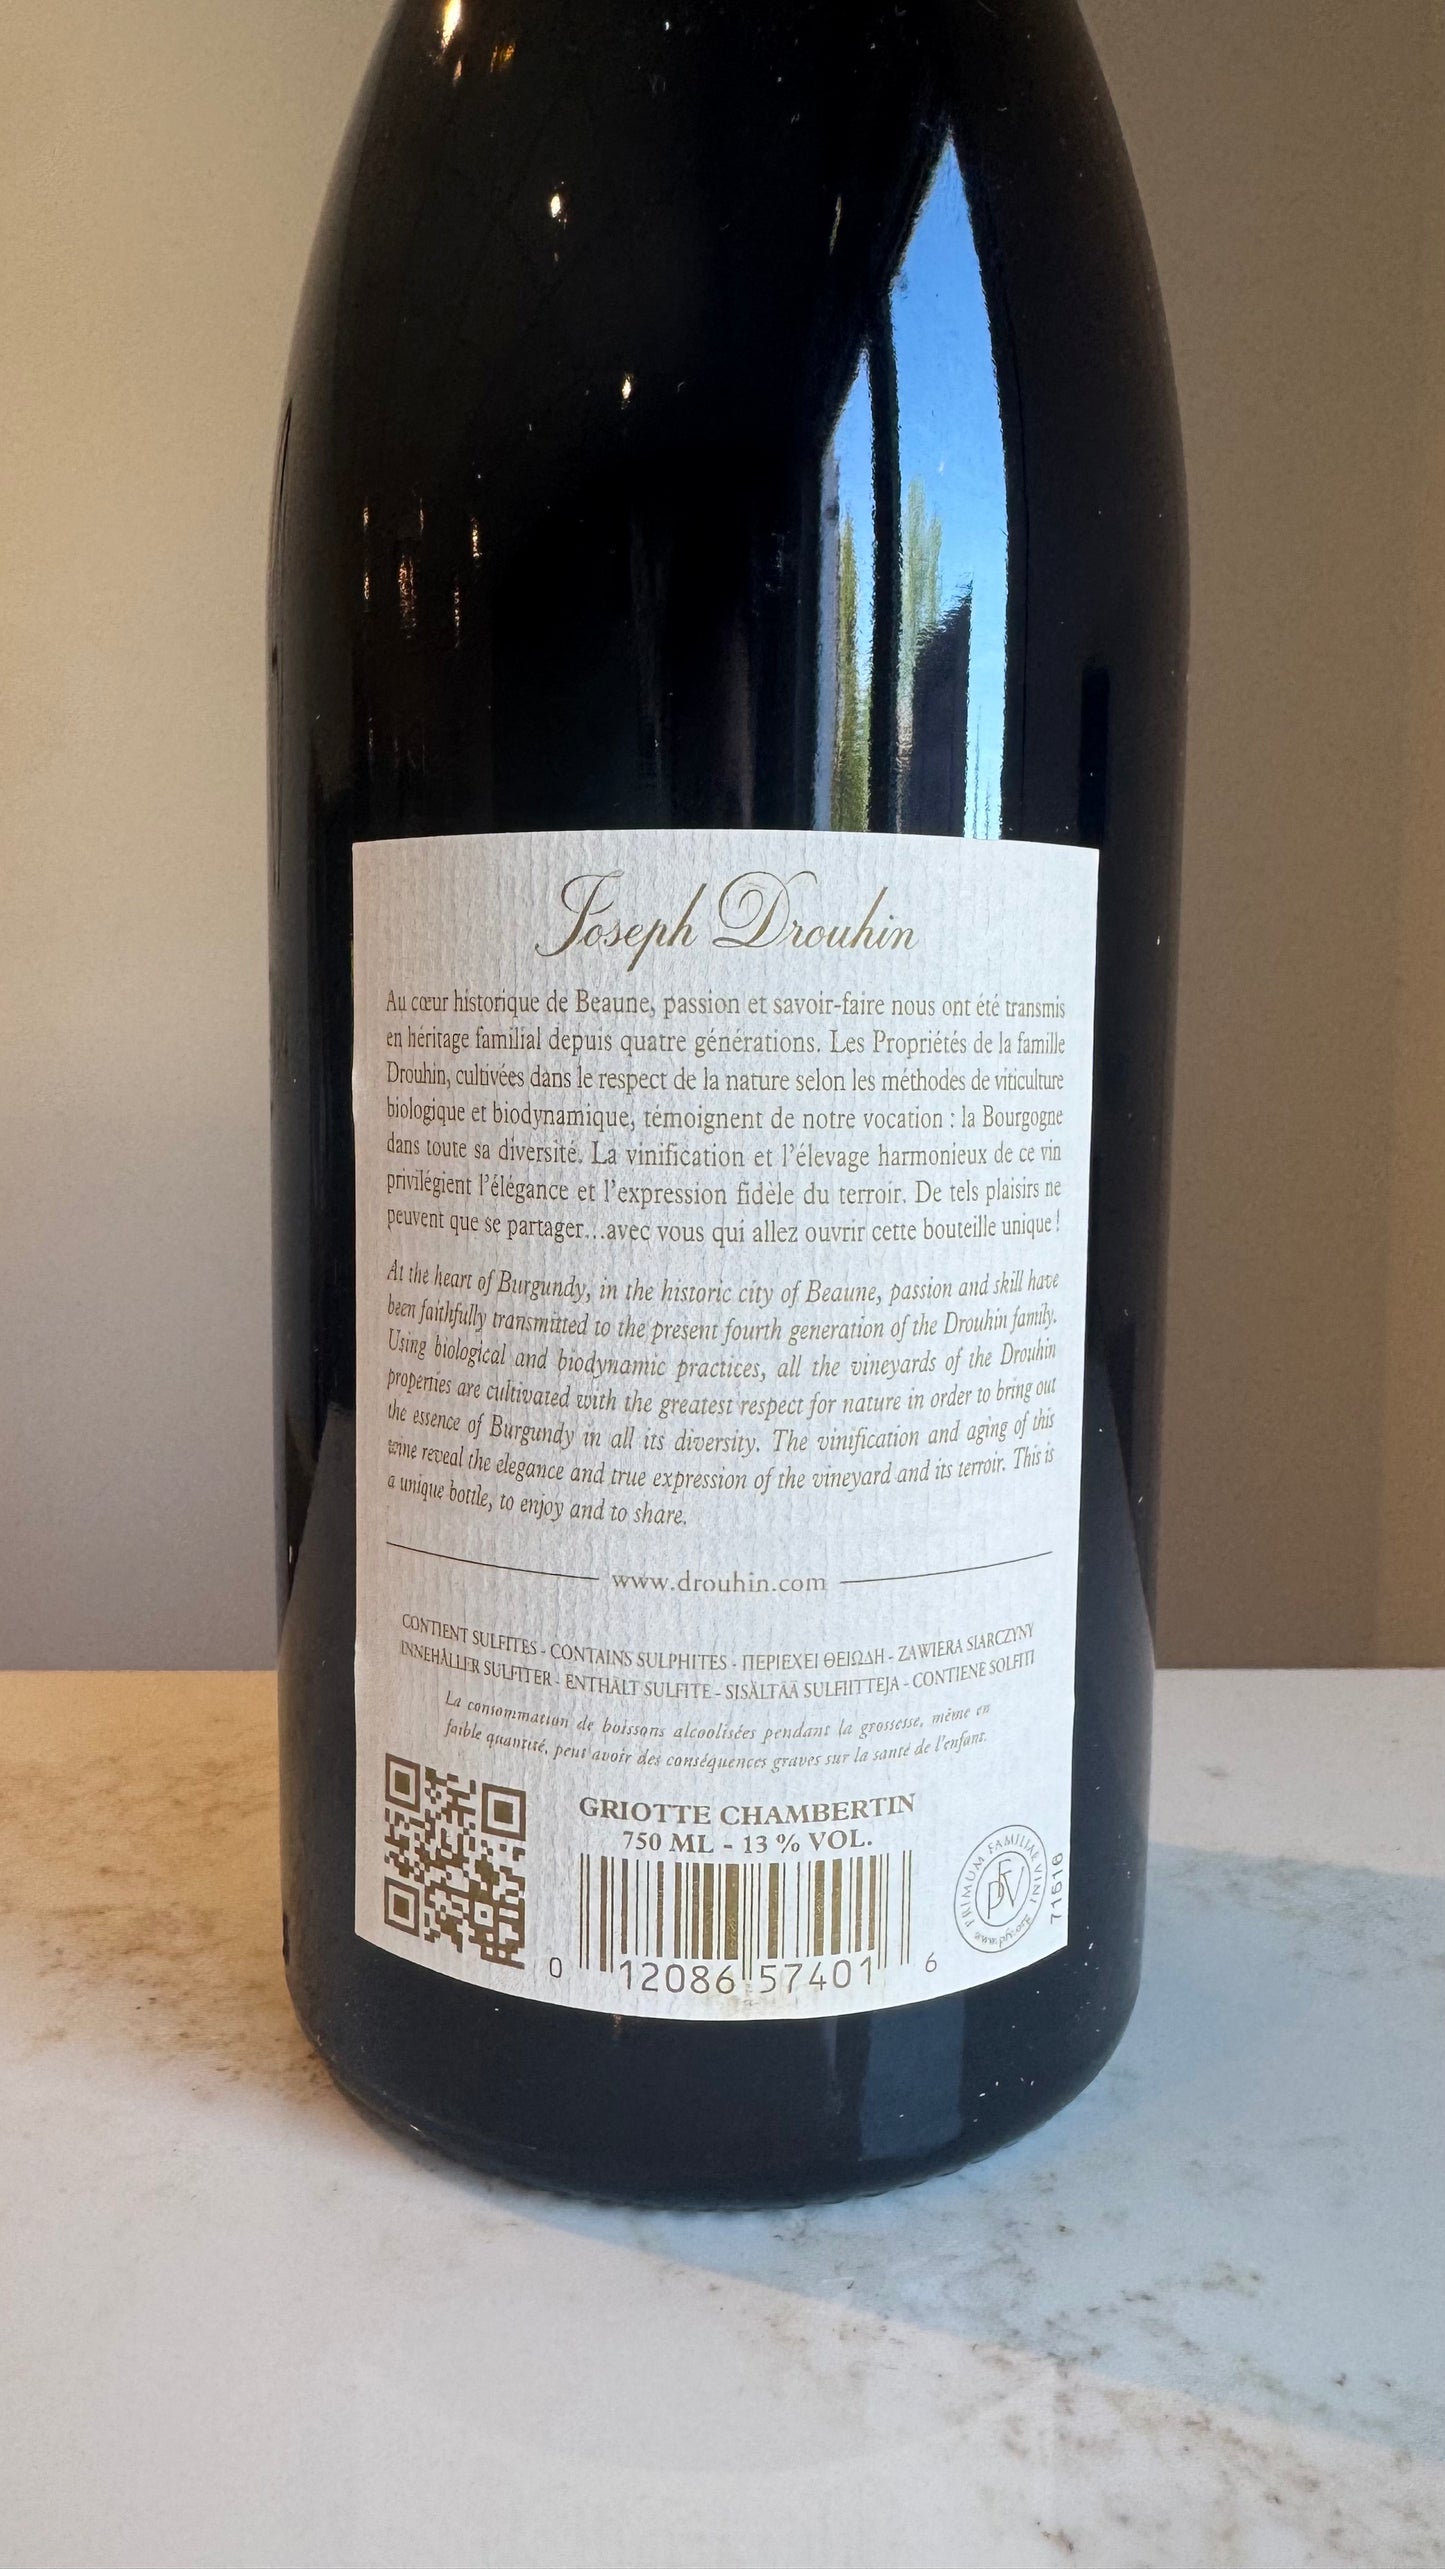 Joseph Drouhin
Au cœur historique de Beaune, passion et savoir-faire nous ont été transmis
en héritage familial depuis quatre générations. Les Propriétés de la famille
Drouhin, cultivées dans le respect de la nature selon les méthodes de viticulture
biologique et biodynamique, témoignent de notre vocation : la Bourgogne
dans toute sa diversité. La vinification et l'élevage harmonieux de ce vin
privilégient l'élégance et l'expression fidèle du terroir. De tels plaisirs ne
peuvent que se partager...avec vous qui allez ouvrir cette bouteille unique !
At the heart of Burgundy, in the historic city of Beaune, passion and skill have
been faithfully transmitted to the present fourth generation of the Drouhin family.
Using biological and biodynamic practices, all the vineyards of the Drouhin
properties are cultivated with the greatest respect for nature in order to bring out
the essence of Burgundy in all its diversity. The vinification and aging of this
wine reveal the elegance and true expression of the vineyard and its terroir. This is
a unique bottle, to enjoy and to share.
www.drouhin.com
CONTIENT SULFITES - CONTAINS SULPHITES - ΠΕΡΙΕΧΕΙ ΘΕΙΩΔΗ - ZAWIERA SIARCZYNY
INNEHÅLLER SULFITER - ENTHÄLT SULFITE - SISÄLTÄÄ SULFIITTEJA - CONTIENE SOLFITI
La consommation de boissons alcoolisées pendant la grossesse, même en
faible quantité, peut avoir des conséquences graves sur la santé de l'enfant.
GRIOTTE CHAMBERTIN
750 ML - 13 % VOL.
PRIMUM FAMILIAE VINI
PFV
www.pfv.org
71516
0 12086 57401 6